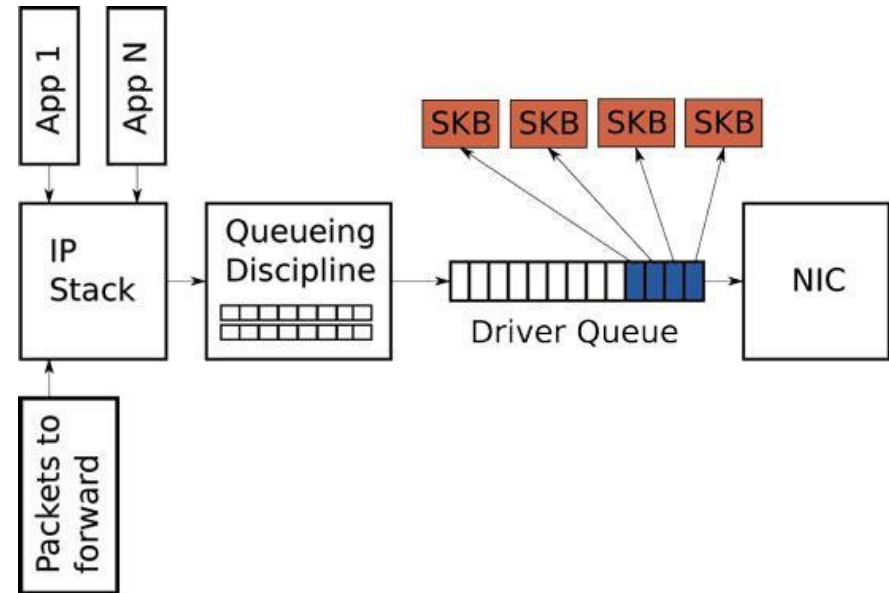 App 1
App N
SKB
SKB
SKB
SKB
IP
Stack
Queueing
Discipline
Driver Queue
NIC
Packets to
forward